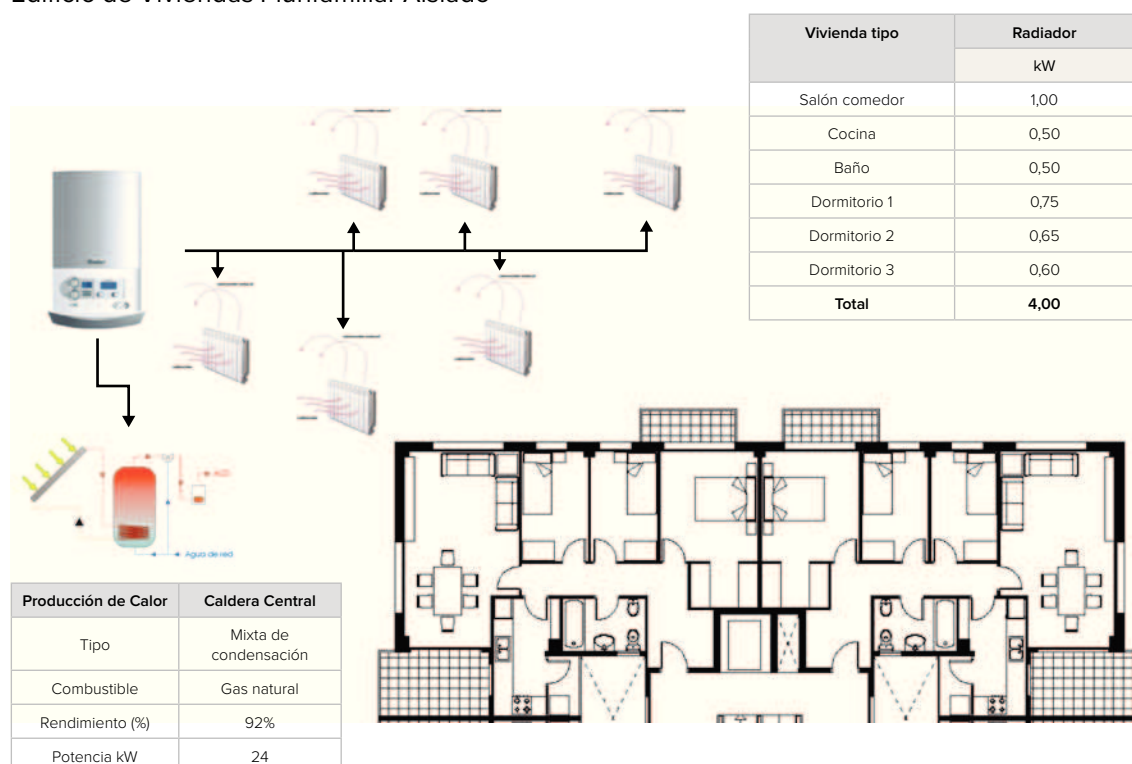 Edificio de Viviendas Plurifamiliar Aislado
Vivienda tipo Radiador
kW
Salón comedor 1,00
Cocina 0,50
Baño 0,50
Dormitorio 1 0,75
Dormitorio 2 0,65
Dormitorio 3 0,60
Total 4,00
Agua de red
Producción de Calor Caldera Central
Tipo Mixta de
condensación
Combustible Gas natural
Rendimiento (%) 92%
Potencia kW 24